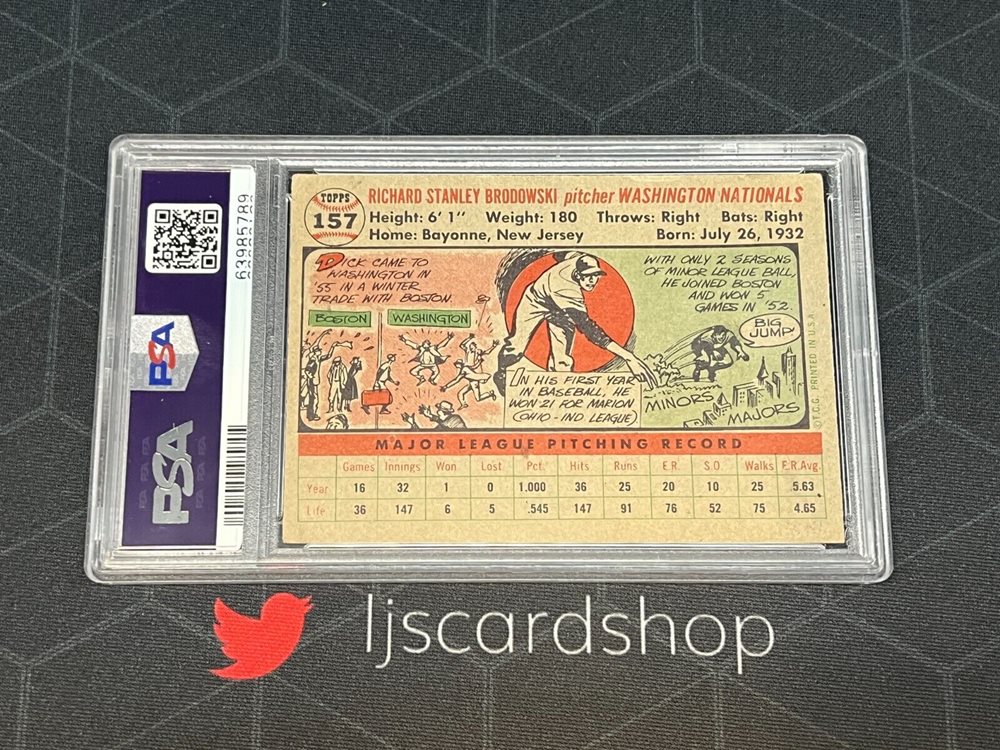 63985789
PSA
PSA
TOPPS
157
RICHARD STANLEY BRODOWSKI pitcher WASHINGTON NATIONALS
Height: 6' 1" Weight: 180 Throws: Right Bats: Right
Home: Bayonne, New Jersey Born: July 26, 1932
DICK CAME TO
WASHINGTON IN
'55 IN A WINTER
TRADE WITH BOSTON.
BOSTON WASHINGTON
IN HIS FIRST YEAR
IN BASEBALL, HE
WON 21 FOR MARION
(OHIO-IND. LEAGUE)
WITH ONLY 2 SEASONS
OF MINOR LEAGUE BALL,
HE JOINED BOSTON
AND WON 5
GAMES IN '52.
BIG
JUMP!
MINORS
MAJORS
©T.C.G. PRINTED IN U.S.A.
MAJOR LEAGUE PITCHING RECORD
Games Innings Won Lost Pct. Hits Runs E.R. S.O. Walks E.R.Avg
Year 16 32 1 0 1.000 36 25 20 10 25 5.63
Life 36 147 6 5 .545 147 91 76 52 75 4.65
ljscardshop